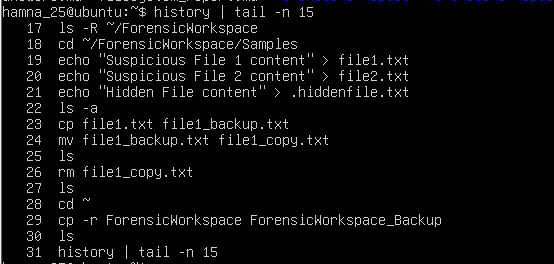 hamna_25@ubuntu:~$ history | tail -n 15
17 ls -R ~/ForensicWorkspace
18 cd ~/ForensicWorkspace/Samples
19 echo "Suspicious File 1 content" > file1.txt
20 echo "Suspicious File 2 content" > file2.txt
21 echo "Hidden File content" > .hiddenfile.txt
22 ls -a
23 cp file1.txt file1_backup.txt
24 mv file1_backup.txt file1_copy.txt
25 ls
26 rm file1_copy.txt
27 ls
28 cd ~
29 cp -r ForensicWorkspace ForensicWorkspace_Backup
30 ls
31 history | tail -n 15